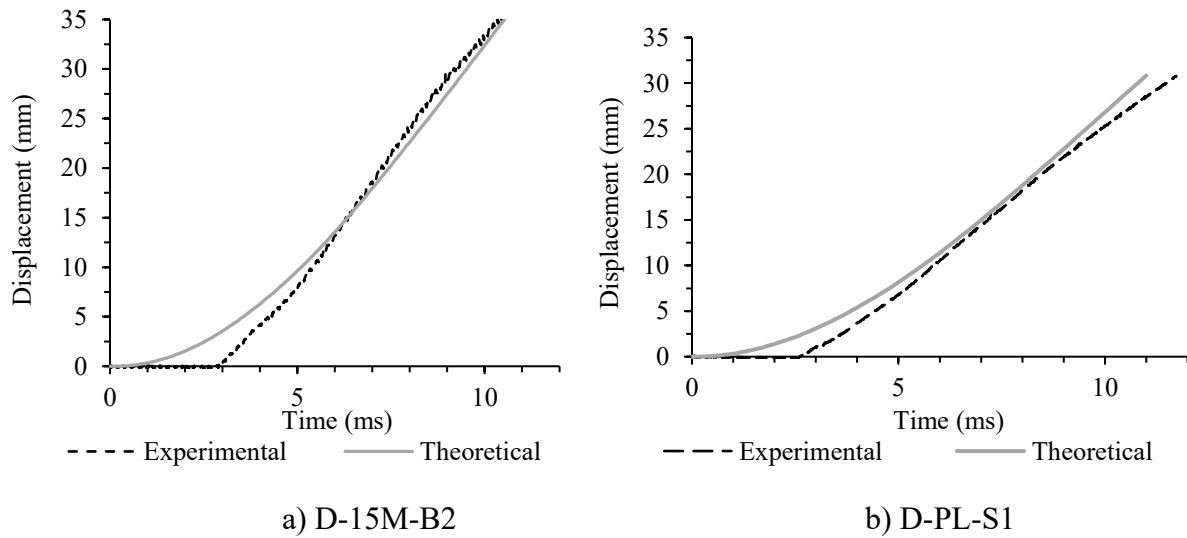 35
30
25
20
15
10
5
0
Displacement (mm)
0 5 10
Time (ms)
Experimental Theoretical
a) D-15M-B2
35
30
25
20
15
10
5
0
Displacement (mm)
0 5 10
Time (ms)
Experimental Theoretical
b) D-PL-S1